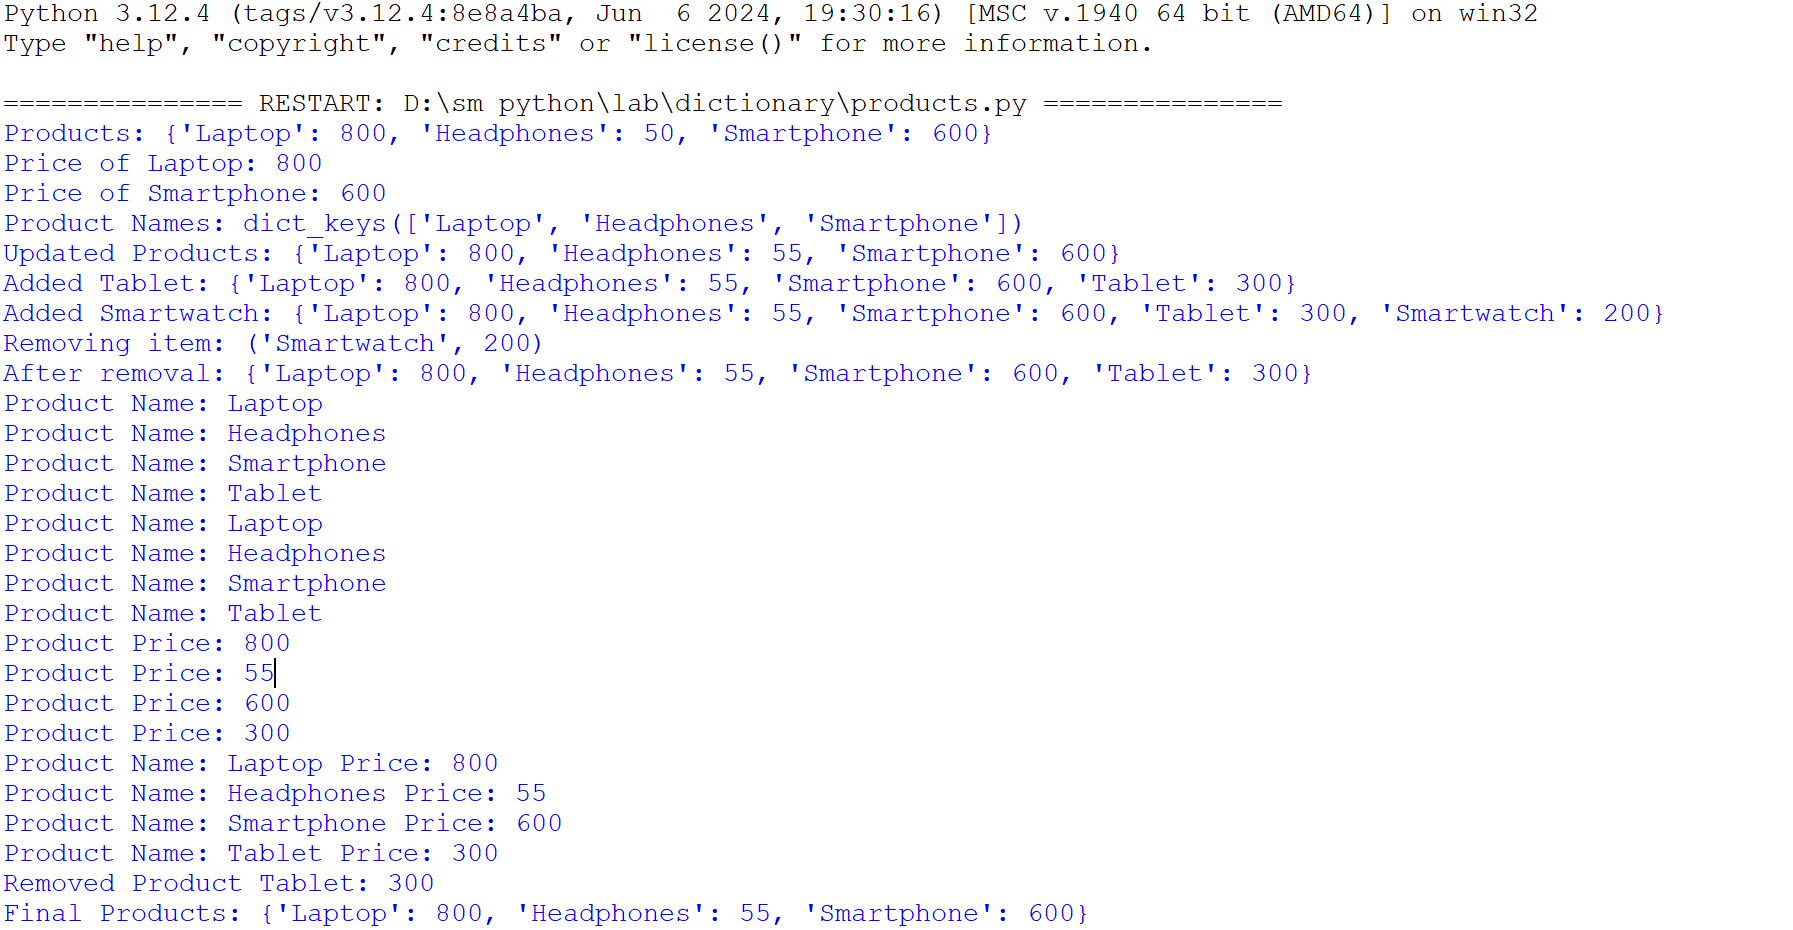 Python 3.12.4 (tags/v3.12.4:8e8a4ba, Jun  6 2024, 19:30:16) [MSC v.1940 64 bit (AMD64)] on win32
Type "help", "copyright", "credits" or "license()" for more information.

=============== RESTART: D:\sm python\lab\dictionary\products.py ===============
Products: {'Laptop': 800, 'Headphones': 50, 'Smartphone': 600}
Price of Laptop: 800
Price of Smartphone: 600
Product Names: dict_keys(['Laptop', 'Headphones', 'Smartphone'])
Updated Products: {'Laptop': 800, 'Headphones': 55, 'Smartphone': 600}
Added Tablet: {'Laptop': 800, 'Headphones': 55, 'Smartphone': 600, 'Tablet': 300}
Added Smartwatch: {'Laptop': 800, 'Headphones': 55, 'Smartphone': 600, 'Tablet': 300, 'Smartwatch': 200}
Removing item: ('Smartwatch', 200)
After removal: {'Laptop': 800, 'Headphones': 55, 'Smartphone': 600, 'Tablet': 300}
Product Name: Laptop
Product Name: Headphones
Product Name: Smartphone
Product Name: Tablet
Product Name: Laptop
Product Name: Headphones
Product Name: Smartphone
Product Name: Tablet
Product Price: 800
Product Price: 55
Product Price: 600
Product Price: 300
Product Name: Laptop Price: 800
Product Name: Headphones Price: 55
Product Name: Smartphone Price: 600
Product Name: Tablet Price: 300
Removed Product Tablet: 300
Final Products: {'Laptop': 800, 'Headphones': 55, 'Smartphone': 600}